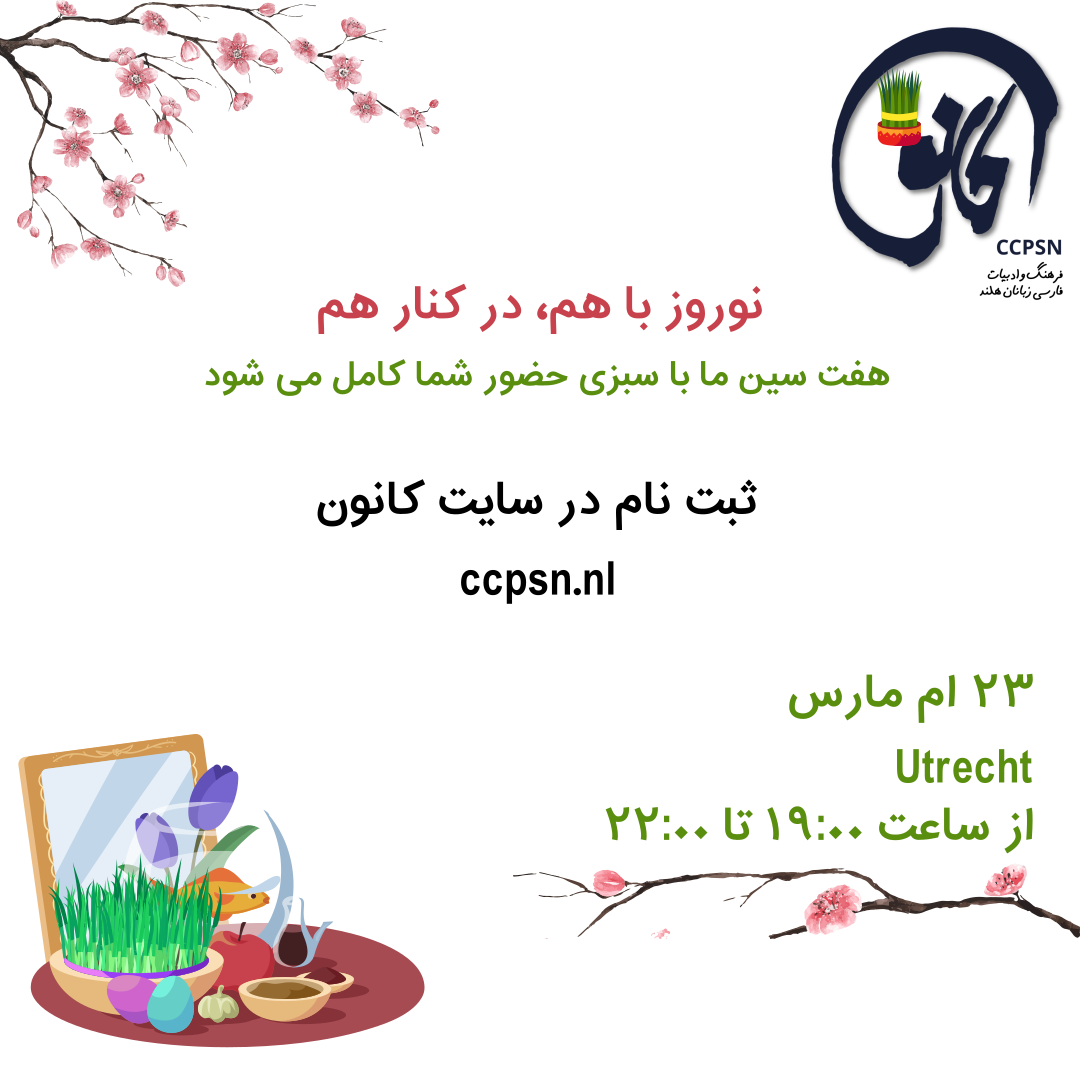 کانون
CCPSN
فرهنگ و ادبیات
فارسی زبانان هلند
نوروز با هم، در کنار هم
هفت سین ما با سبزی حضور شما کامل می شود
ثبت نام در سایت کانون
ccpsn.nl
۲۳ ام مارس
Utrecht
از ساعت ۱۹:۰۰ تا ۲۲:۰۰